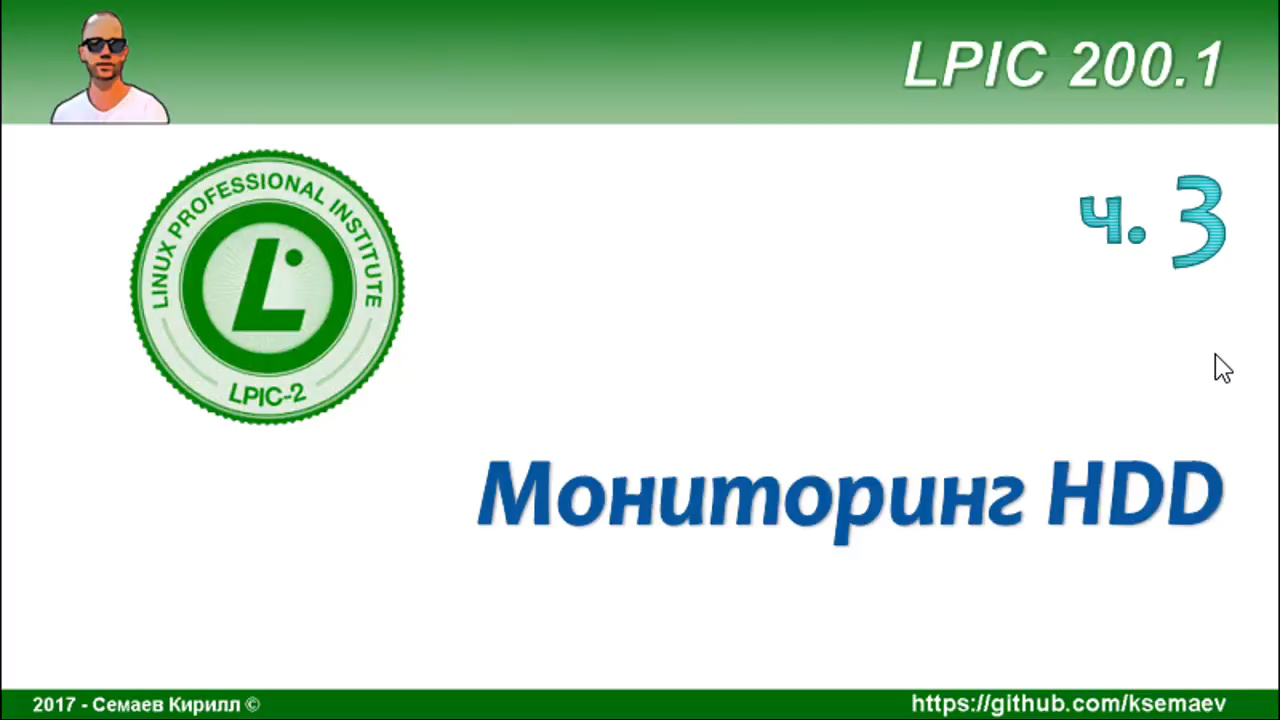 LPIC 200.1
LINUX PROFESSIONAL INSTITUTE
L
LPIC-2
ч. 3
Мониторинг HDD
2017 - Семаев Кирилл ©
https://github.com/ksemaev